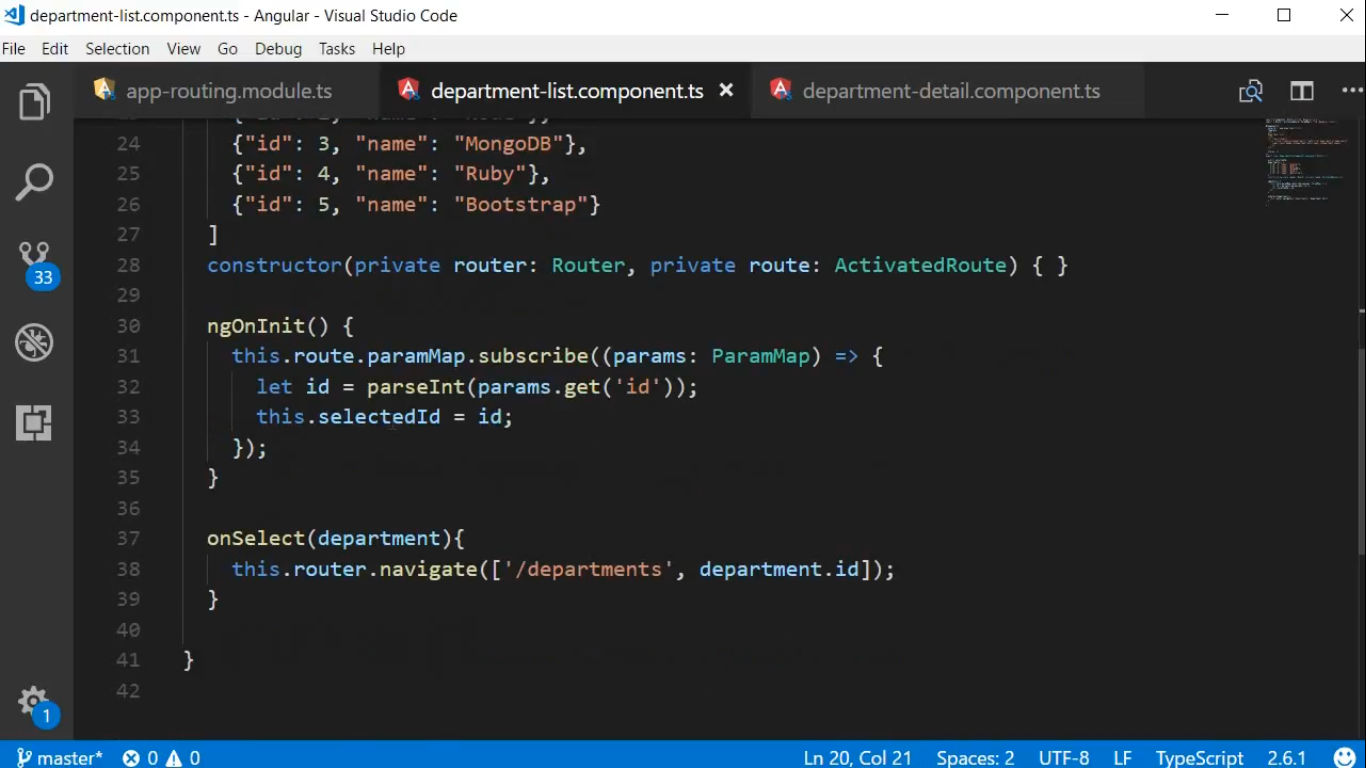 department-list.component.ts - Angular - Visual Studio Code
File Edit Selection View Go Debug Tasks Help
app-routing.module.ts department-list.component.ts department-detail.component.ts
24 {"id": 3, "name": "MongoDB"},
25 {"id": 4, "name": "Ruby"},
26 {"id": 5, "name": "Bootstrap"}
27 ]
28 constructor(private router: Router, private route: ActivatedRoute) { }
29
30 ngOnInit() {
31 this.route.paramMap.subscribe((params: ParamMap) => {
32 let id = parseInt(params.get('id'));
33 this.selectedId = id;
34 });
35 }
36
37 onSelect(department){
38 this.router.navigate(['/departments', department.id]);
39 }
40
41 }
42
33
1
master* 0 0 Ln 20, Col 21 Spaces: 2 UTF-8 LF TypeScript 2.6.1